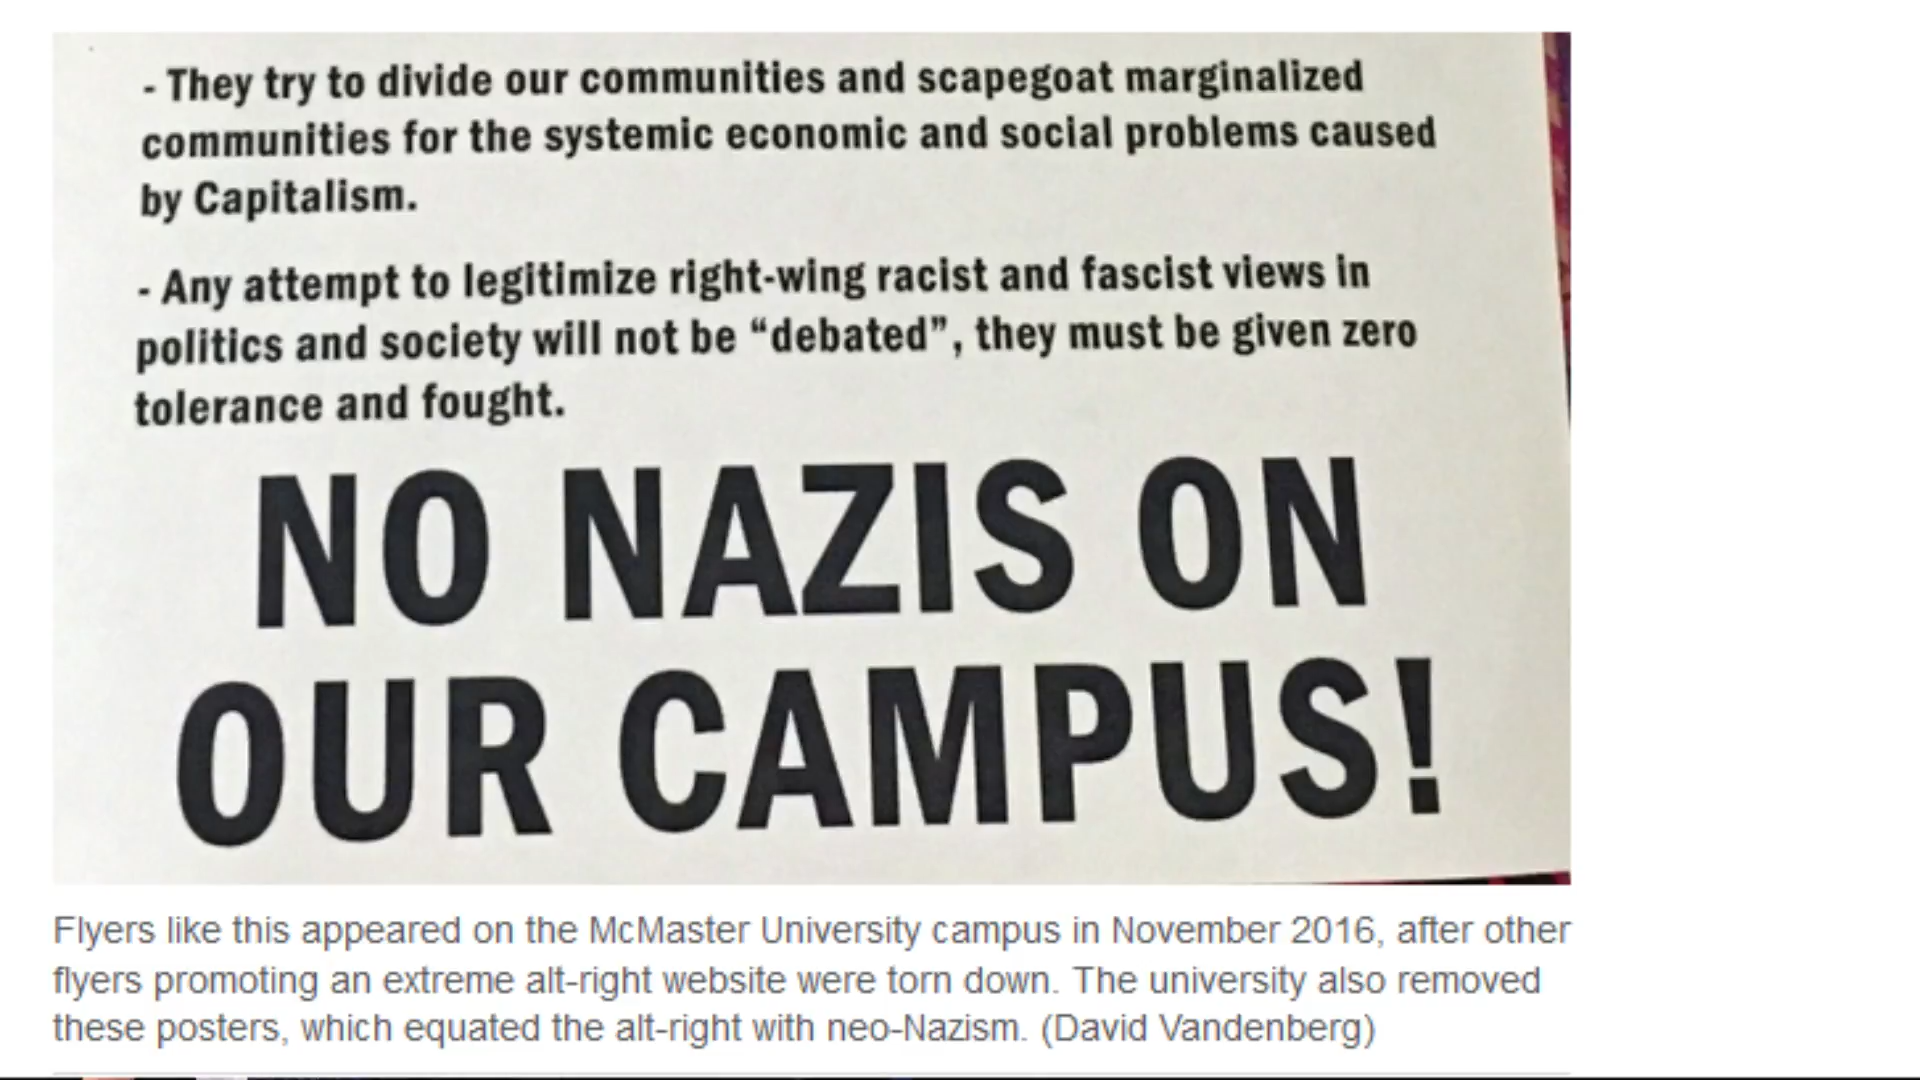 - They try to divide our communities and scapegoat marginalized
communities for the systemic economic and social problems caused
by Capitalism.
- Any attempt to legitimize right-wing racist and fascist views in
politics and society will not be “debated”, they must be given zero
tolerance and fought.
NO NAZIS ON
OUR CAMPUS!
Flyers like this appeared on the McMaster University campus in November 2016, after other
flyers promoting an extreme alt-right website were torn down. The university also removed
these posters, which equated the alt-right with neo-Nazism. (David Vandenberg)